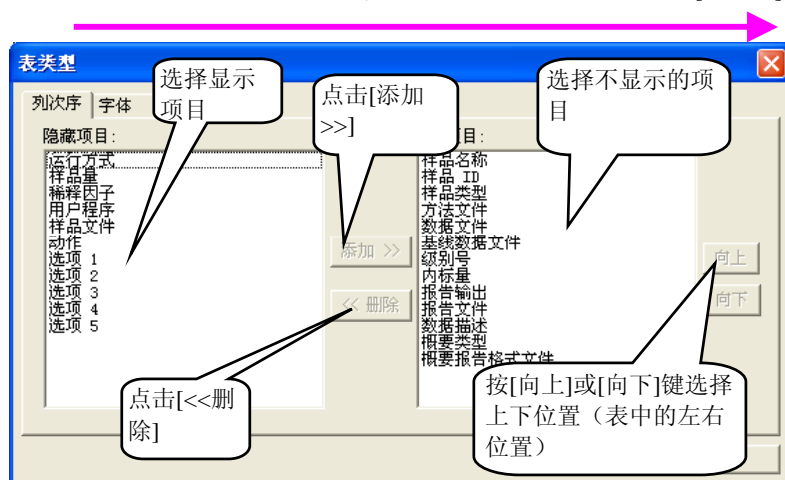 表类型
列次序
字体
选择显示
项目
点击[添加
>>]
选择不显示的项
目
隐藏项目:
目:
运行方式
样品量
稀释因子
用户程序
样品文件
动作
选项 1
选项 2
选项 3
选项 4
选项 5
添加 >>
<< 删除
样品名称
样品 ID
样品类型
方法文件
数据文件
基线数据文件
级别号
内标量
报告输出
报告文件
数据描述
概要类型
概要报告格式文件
向上
向下
点击[<<删
除]
按[向上]或[向下]键选择
上下位置（表中的左右
位置）